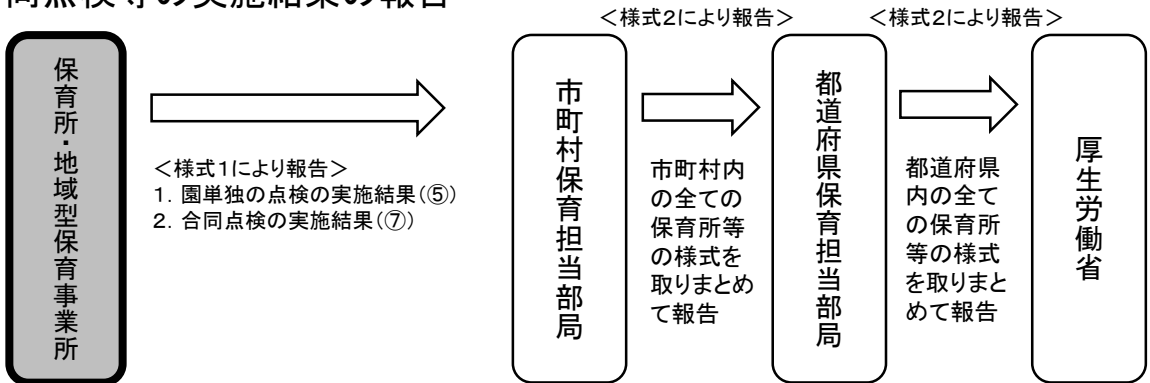 同点検等の実施結果の報告
保育所・地域型保育事業所
<様式1により報告>
1. 園単独の点検の実施結果(⑤)
2. 合同点検の実施結果(⑦)
市町村保育担当部局
<様式2により報告>
市町村内
の全ての
保育所等
の様式を
取りまとめ
て報告
都道府県保育担当部局
<様式2により報告>
都道府県
内の全て
の保育所
等の様式
を取りまと
めて報告
厚生労働省